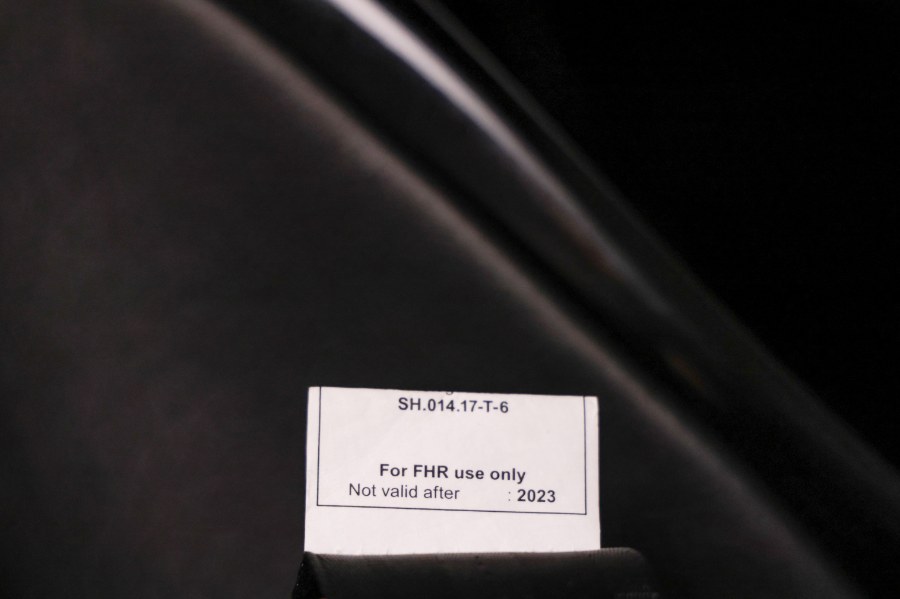 SH.014.17-T-6
For FHR use only
Not valid after : 2023